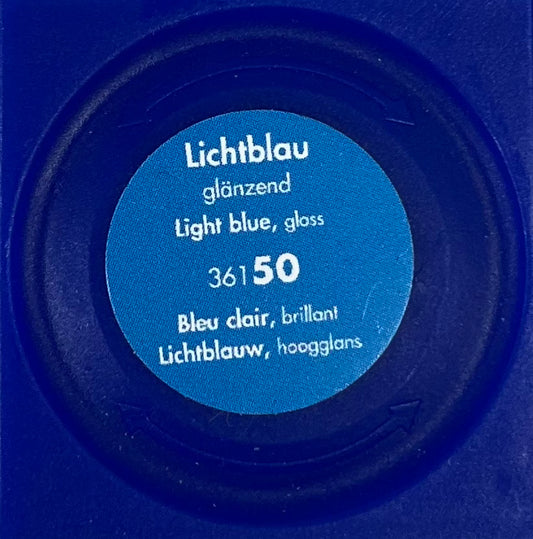 Lichtblau
glänzend
Light blue, gloss
36150
Bleu clair, brillant
Lichtblauw, hoogglans